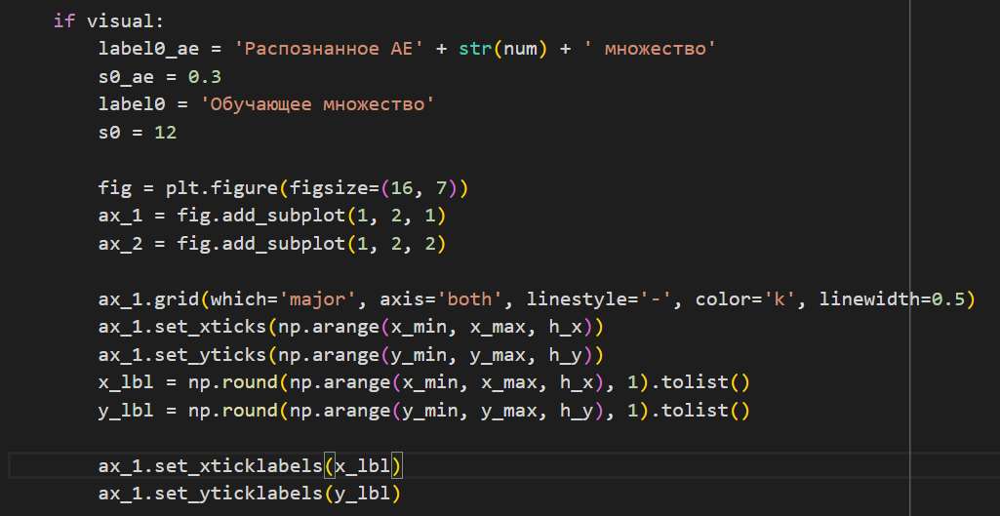 if visual:
label0_ae = 'Распознанное AE' + str(num) + ' множество'
s0_ae = 0.3
label0 = 'Обучающее множество'
s0 = 12
fig = plt.figure(figsize=(16, 7))
ax_1 = fig.add_subplot(1, 2, 1)
ax_2 = fig.add_subplot(1, 2, 2)
ax_1.grid(which='major', axis='both', linestyle='-', color='k', linewidth=0.5)
ax_1.set_xticks(np.arange(x_min, x_max, h_x))
ax_1.set_yticks(np.arange(y_min, y_max, h_y))
x_lbl = np.round(np.arange(x_min, x_max, h_x), 1).tolist()
y_lbl = np.round(np.arange(y_min, y_max, h_y), 1).tolist()
ax_1.set_xticklabels(x_lbl)
ax_1.set_yticklabels(y_lbl)